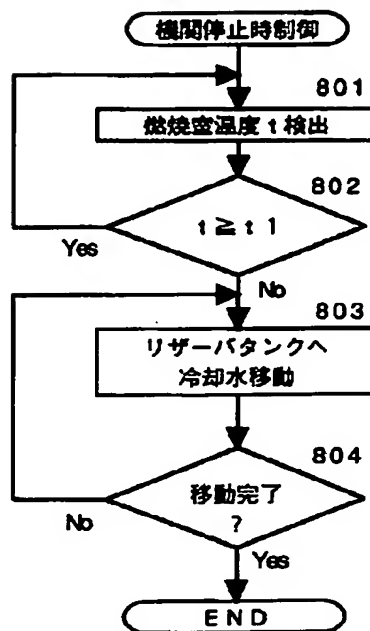 機関停止時制御
801
燃焼室温度 t 検出
802
t ≧ t 1
Yes
No
803
リザーバタンクへ
冷却水移動
804
移動完了
?
No
Yes
END